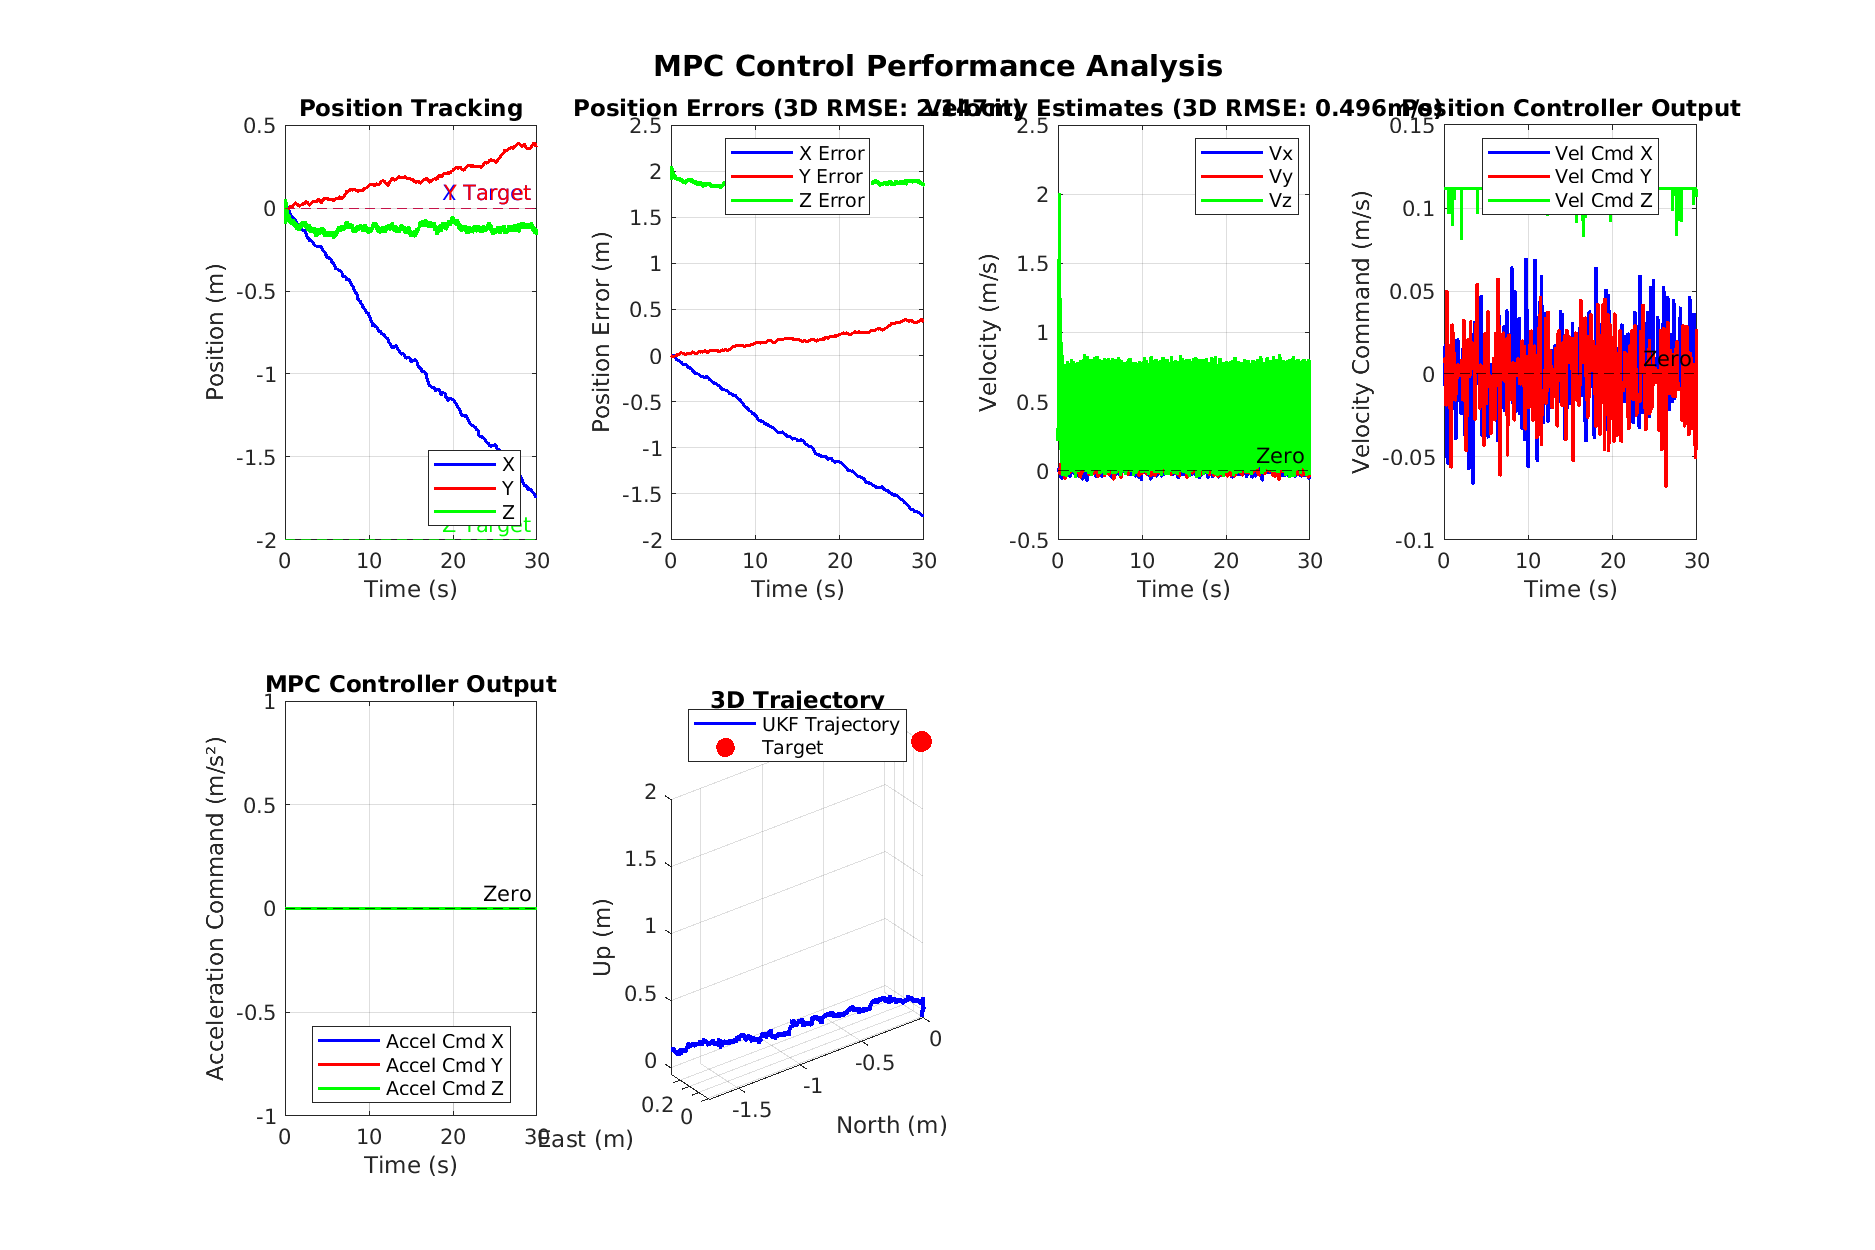 MPC Control Performance Analysis
Position Tracking
0.5
0
-0.5
-1
-1.5
-2
0
10
20
30
Position (m)
Time (s)
X Target
Z Target
X
Y
Z
Position Errors (3D RMSE: 2.147m)
2.5
2
1.5
1
0.5
0
-0.5
-1
-1.5
-2
0
10
20
30
Position Error (m)
Time (s)
X Error
Y Error
Z Error
Velocity Estimates (3D RMSE: 0.496m/s)
2.5
2
1.5
1
0.5
0
-0.5
0
10
20
30
Velocity (m/s)
Time (s)
Vx
Vy
Vz
Zero
Position Controller Output
0.15
0.1
0.05
0
-0.05
-0.1
0
10
20
30
Velocity Command (m/s)
Time (s)
Vel Cmd X
Vel Cmd Y
Vel Cmd Z
Zero
MPC Controller Output
1
0.5
0
-0.5
-1
0
10
20
30
Acceleration Command (m/s²)
Time (s)
Zero
Accel Cmd X
Accel Cmd Y
Accel Cmd Z
3D Trajectory
UKF Trajectory
Target
2
1.5
1
0.5
0
Up (m)
0.2
0
East (m)
-1.5
-1
-0.5
0
North (m)